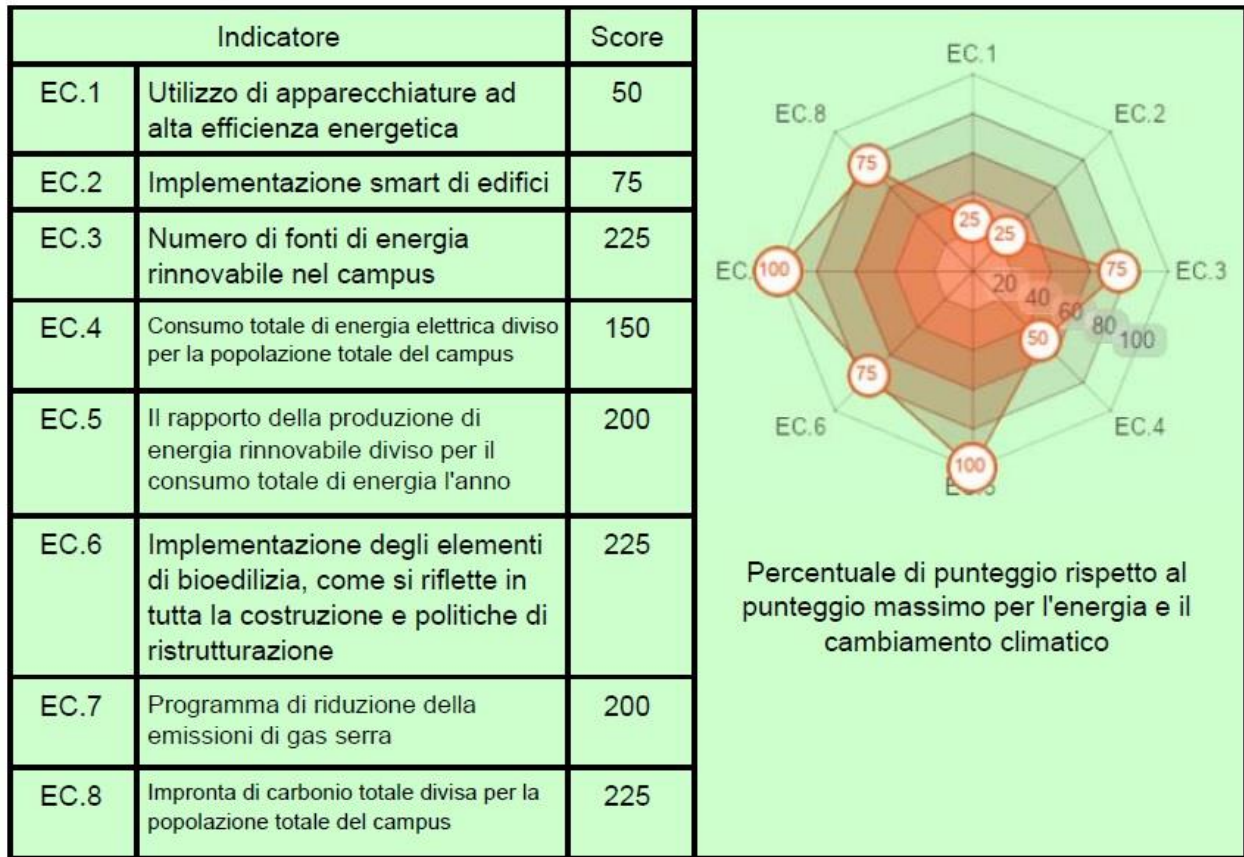 Indicatore
Score
EC.1
Utilizzo di apparecchiature ad
alta efficienza energetica
50
EC.2
Implementazione smart di edifici
75
EC.3
Numero di fonti di energia
rinnovabile nel campus
225
EC.4
Consumo totale di energia elettrica diviso
per la popolazione totale del campus
150
EC.5
Il rapporto della produzione di
energia rinnovabile diviso per il
consumo totale di energia l'anno
200
EC.6
Implementazione degli elementi
di bioedilizia, come si riflette in
tutta la costruzione e politiche di
ristrutturazione
225
EC.7
Programma di riduzione della
emissioni di gas serra
200
EC.8
Impronta di carbonio totale divisa per la
popolazione totale del campus
225
EC.1
EC.8
EC.2
75
25
25
EC.
100
75
EC.3
20
40
60
80
100
50
75
EC.6
EC.4
100
Percentuale di punteggio rispetto al
punteggio massimo per l'energia e il
cambiamento climatico